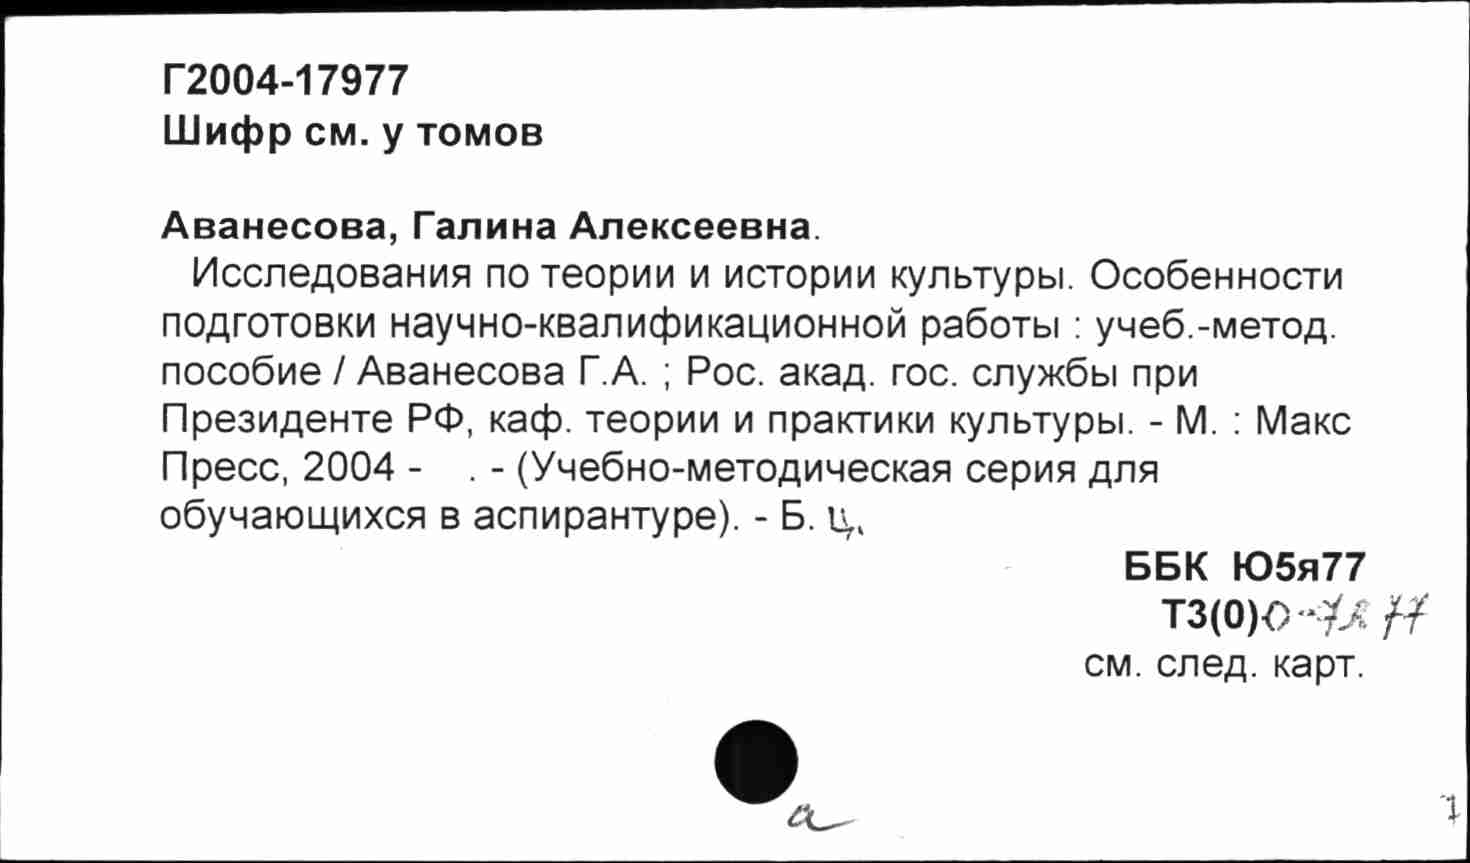 Г2004-17977
Шифр см. у томов
Аванесова, Галина Алексеевна.
Исследования по теории и истории культуры. Особенности
подготовки научно-квалификационной работы : учеб.-метод.
пособие / Аванесова Г.А. ; Рос. акад. гос. службы при
Президенте РФ, каф. теории и практики культуры. - М. : Макс
Пресс, 2004 - . - (Учебно-методическая серия для
обучающихся в аспирантуре). - Б. ц.
ББК Ю5я77
Т3(0)0-7я77
см. след. карт.
а